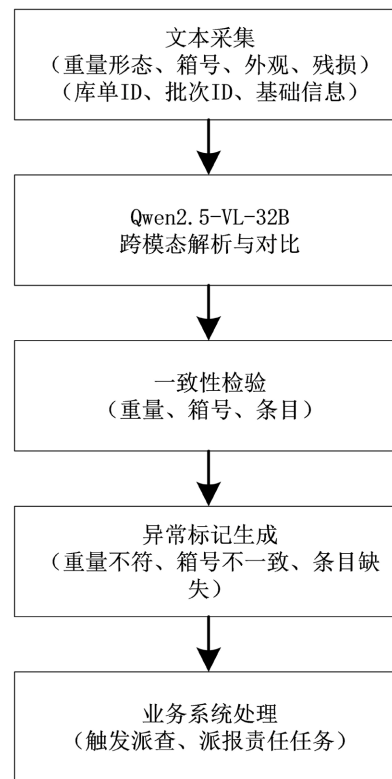 文本采集
（重量形态、箱号、外观、残损）
（库单ID、批次ID、基础信息）
Qwen2.5-VL-32B
跨模态解析与对比
一致性检验
（重量、箱号、条目）
异常标记生成
（重量不符、箱号不一致、条目缺
失）
业务系统处理
（触发派查、派报责任任务）